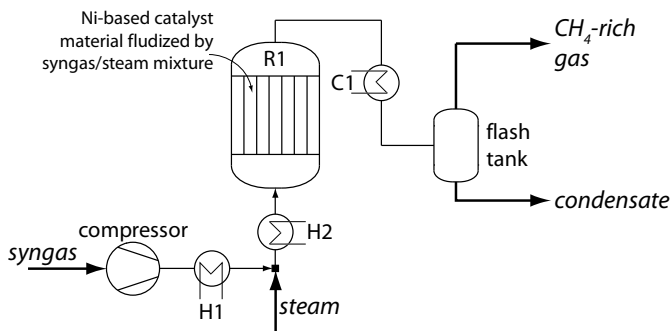 Ni-based catalyst
material fludized by
syngas/steam mixture
R1
C1
CH4-rich
gas
flash
tank
condensate
H2
compressor
syngas
H1
steam